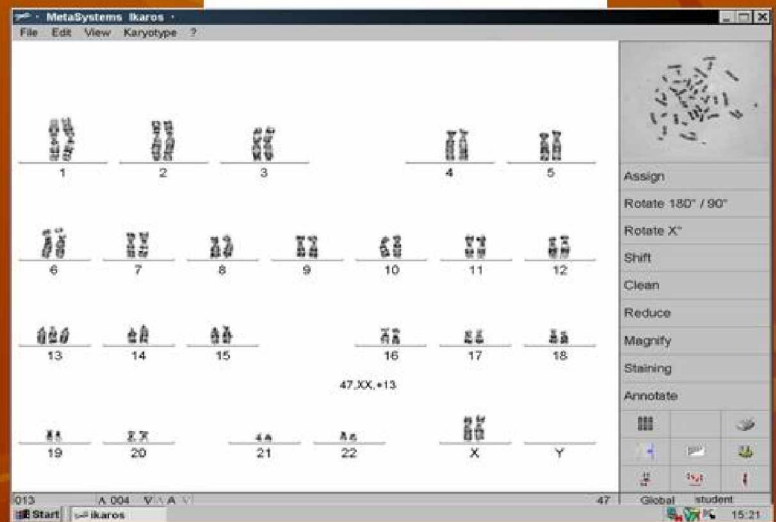 MetaSystems Ikaros
File Edit View Karyotype ?
1 2 3 4 5
6 7 8 9 10 11 12
13 14 15 16 17 18
47,XX,+13
19 20 21 22 X Y
Assign
Rotate 180° / 90°
Rotate X°
Shift
Clean
Reduce
Magnify
Staining
Annotate
013 A 004 V \ A V 47 Global student
Start ikaros 15:21